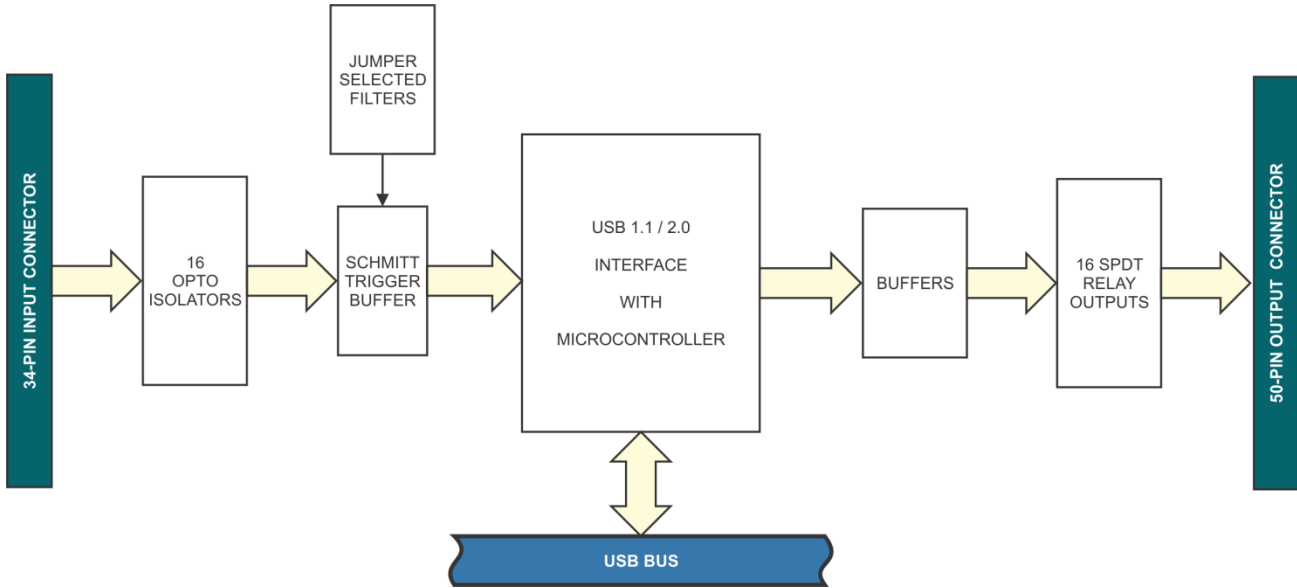 JUMPER
SELECTED
FILTERS
34-PIN INPUT CONNECTOR
16
OPTO
ISOLATORS
SCHMITT
TRIGGER
BUFFER
USB 1.1 / 2.0
INTERFACE
WITH
MICROCONTROLLER
BUFFERS
16 SPDT
RELAY
OUTPUTS
50-PIN OUTPUT CONNECTOR
USB BUS